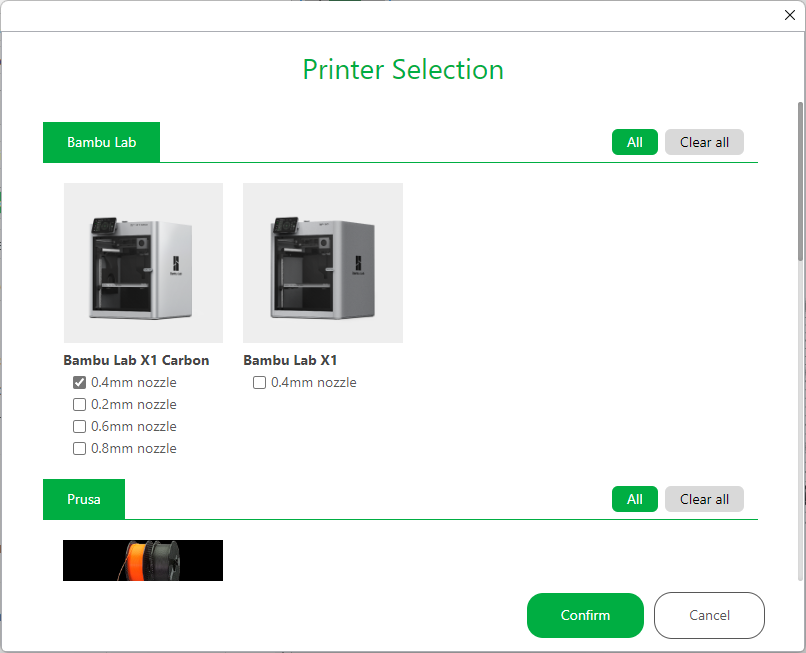 Printer Selection
Bambu Lab
All
Clear all
Bambu Lab X1 Carbon
0.4mm nozzle
0.2mm nozzle
0.6mm nozzle
0.8mm nozzle
Bambu Lab X1
0.4mm nozzle
Prusa
All
Clear all
Confirm
Cancel